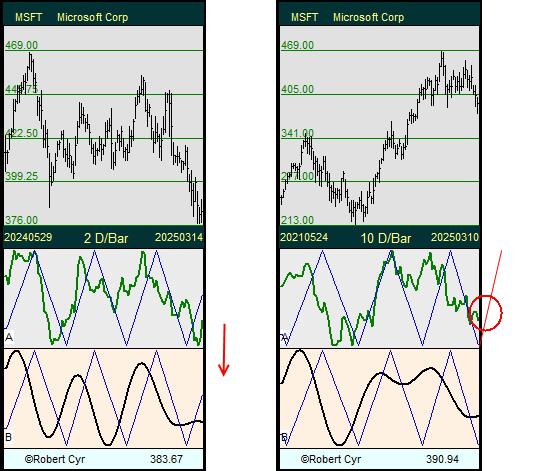 MSFT Microsoft Corp
469.00
445.75
422.50
399.25
376.00
20240529 2 D/Bar 20250314
A
B
©Robert Cyr 383.67
MSFT Microsoft Corp
469.00
405.00
341.00
213.00
20210524 10 D/Bar 20250310
A
B
©Robert Cyr 390.94